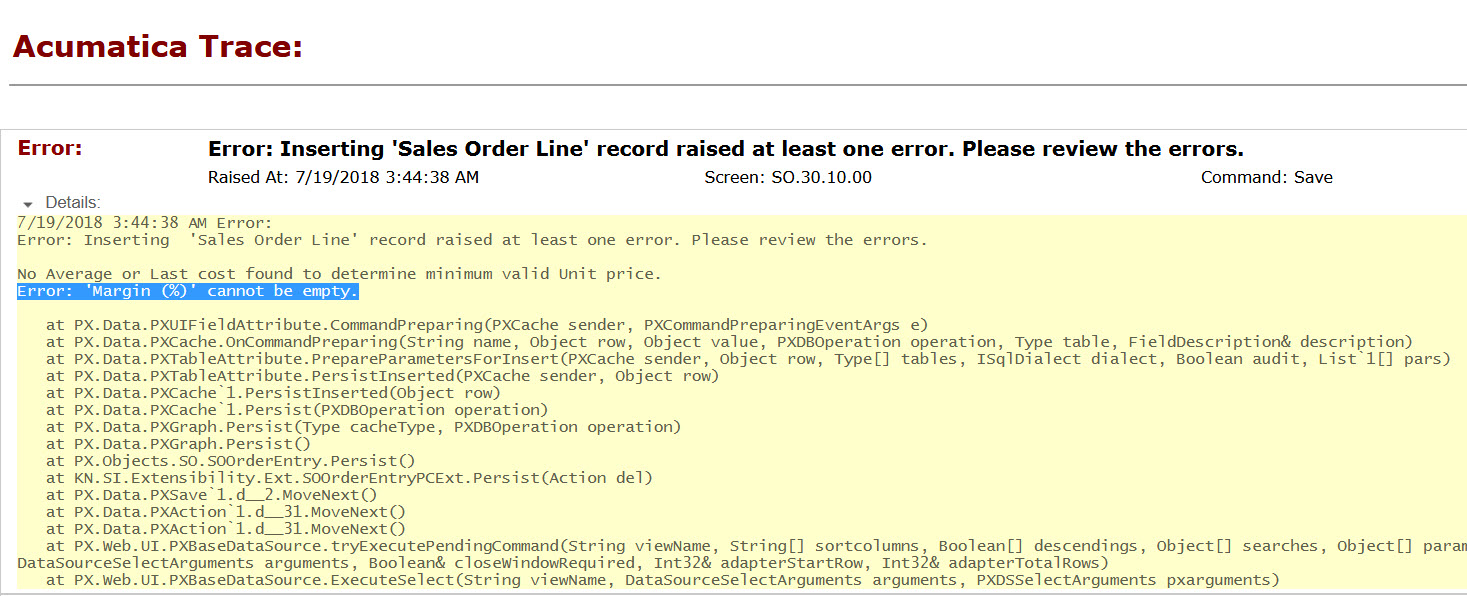 Acumatica Trace:
Error: Error: Inserting 'Sales Order Line' record raised at least one error. Please review the errors.
Raised At: 7/19/2018 3:44:38 AM Screen: SO.30.10.00 Command: Save
Details:
7/19/2018 3:44:38 AM Error:
Error: Inserting  'Sales Order Line' record raised at least one error. Please review the errors.
No Average or Last cost found to determine minimum valid Unit price.
Error: 'Margin (%)' cannot be empty.
at PX.Data.PXUIFieldAttribute.CommandPreparing(PXCache sender, PXCommandPreparingEventArgs e)
at PX.Data.PXCache.OnCommandPreparing(String name, Object row, Object value, PXDBOperation operation, Type table, FieldDescription& description)
at PX.Data.PXTableAttribute.PrepareParametersForInsert(PXCache sender, Object row, Type[] tables, ISqlDialect dialect, Boolean audit, List`1[] pars)
at PX.Data.PXTableAttribute.PersistInserted(PXCache sender, Object row)
at PX.Data.PXCache`1.PersistInserted(Object row)
at PX.Data.PXCache`1.Persist(PXDBOperation operation)
at PX.Data.PXGraph.Persist(Type cacheType, PXDBOperation operation)
at PX.Data.PXGraph.Persist()
at PX.Objects.SO.SOOrderEntry.Persist()
at KN.SI.Extensibility.Ext.SOOrderEntryPCExt.Persist(Action del)
at PX.Data.PXSave`1.d__2.MoveNext()
at PX.Data.PXAction`1.d__31.MoveNext()
at PX.Data.PXAction`1.d__31.MoveNext()
at PX.Web.UI.PXBaseDataSource.tryExecutePendingCommand(String viewName, String[] sortcolumns, Boolean[] descendings, Object[] searches, Object[] param
DataSourceSelectArguments arguments, Boolean& closeWindowRequired, Int32& adapterStartRow, Int32& adapterTotalRows)
at PX.Web.UI.PXBaseDataSource.ExecuteSelect(String viewName, DataSourceSelectArguments arguments, PXDSSelectArguments pxarguments)